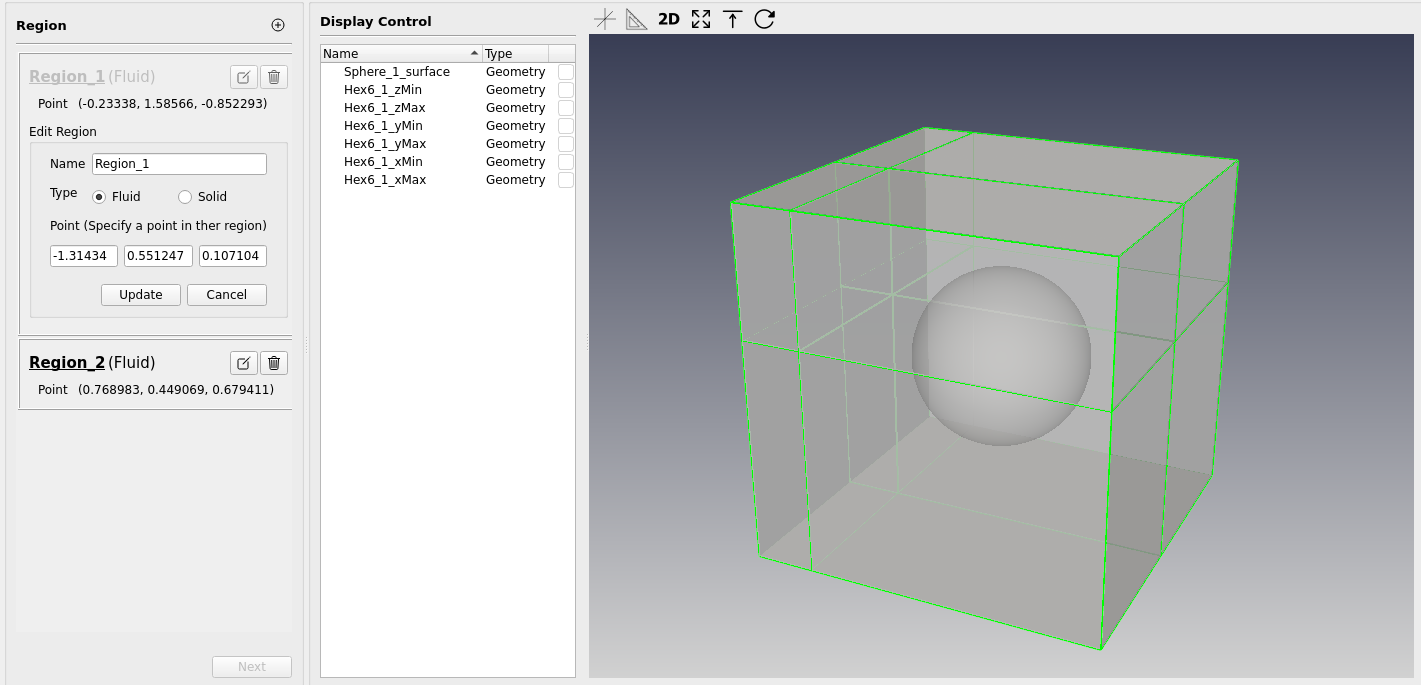 Region
Region_1 (Fluid)
Point (-0.23338, 1.58566, -0.852293)
Edit Region
Name Region_1
Type Fluid Solid
Point (Specify a point in ther region)
-1.31434 0.551247 0.107104
Update Cancel
Region_2 (Fluid)
Point (0.768983, 0.449069, 0.679411)
Next
Display Control
Name Type
Sphere_1_surface Geometry
Hex6_1_zMin Geometry
Hex6_1_zMax Geometry
Hex6_1_yMin Geometry
Hex6_1_yMax Geometry
Hex6_1_xMin Geometry
Hex6_1_xMax Geometry
2D